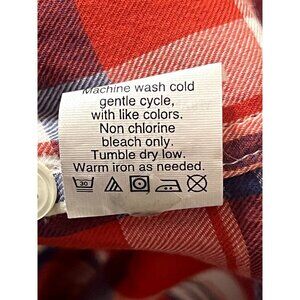 Machine wash cold
gentle cycle,
with like colors.
Non chlorine
bleach only.
Tumble dry low.
Warm iron as needed.
30